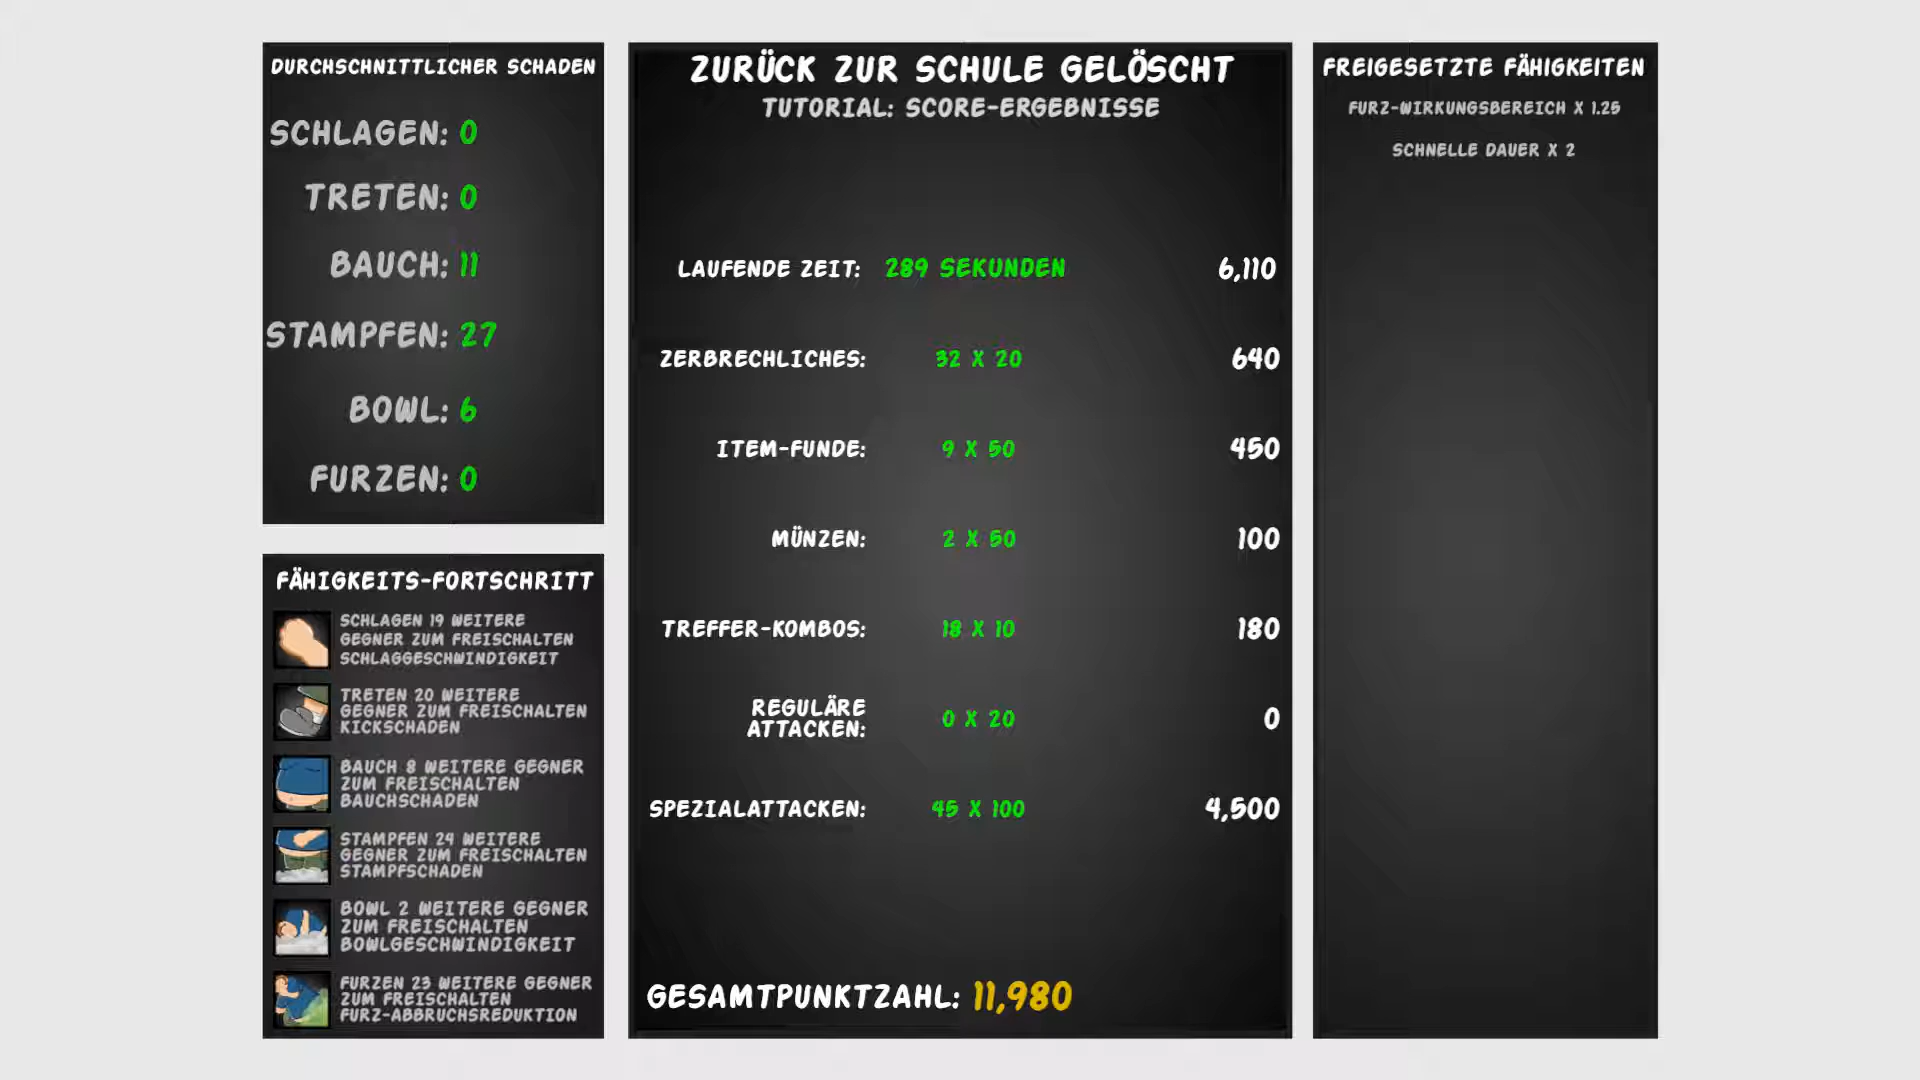 DURCHSCHNITTLICHER SCHADEN
SCHLAGEN: 0
TRETEN: 0
BAUCH: 11
STAMPFEN: 27
BOWL: 6
FURZEN: 0
FÄHIGKEITS-FORTSCHRITT
SCHLAGEN 19 WEITERE
GEGNER ZUM FREISCHALTEN
SCHLAGGESCHWINDIGKEIT
TRETEN 20 WEITERE
GEGNER ZUM FREISCHALTEN
KICKSCHADEN
BAUCH 8 WEITERE GEGNER
ZUM FREISCHALTEN
BAUCHSCHADEN
STAMPFEN 24 WEITERE
GEGNER ZUM FREISCHALTEN
STAMPFSCHADEN
BOWL 2 WEITERE GEGNER
ZUM FREISCHALTEN
BOWLGESCHWINDIGKEIT
FURZEN 23 WEITERE GEGNER
ZUM FREISCHALTEN
FURZ-ABBRUCHSREDUKTION
ZURÜCK ZUR SCHULE GELÖSCHT
TUTORIAL: SCORE-ERGEBNISSE
LAUFENDE ZEIT: 289 SEKUNDEN 6,110
ZERBRECHLICHES: 32 X 20 640
ITEM-FUNDE: 9 X 50 450
MÜNZEN: 2 X 50 100
TREFFER-KOMBOS: 18 X 10 180
REGULÄRE
ATTACKEN: 0 X 20 0
SPEZIALATTACKEN: 45 X 100 4,500
GESAMTPUNKTZAHL: 11,980
FREIGESETZTE FÄHIGKEITEN
FURZ-WIRKUNGSBEREICH X 1.25
SCHNELLE DAUER X 2